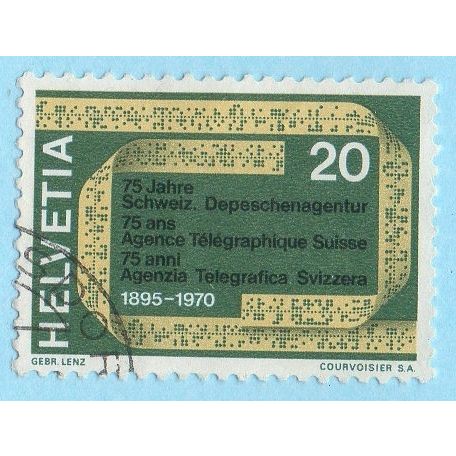 HELVETIA
20
75 Jahre
Schweiz. Depeschenagentur
75 ans
Agence Télégraphique Suisse
75 anni
Agenzia Telegrafica Svizzera
1895-1970
GEBR. LENZ
COURVOISIER S.A.